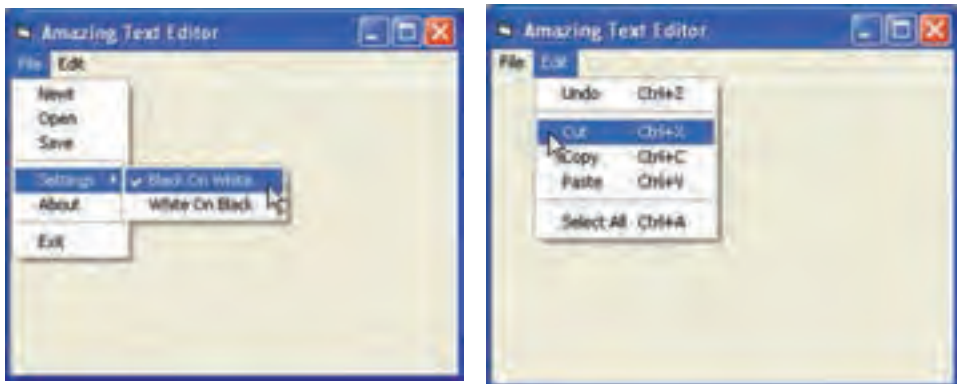 Amazing Text Editor
File Edit
New
Open
Save
Settings
Black On White
About
White On Black
Exit
Amazing Text Editor
File Edit
Undo Ctrl+Z
Cut Ctrl+X
Copy Ctrl+C
Paste Ctrl+V
Select All Ctrl+A